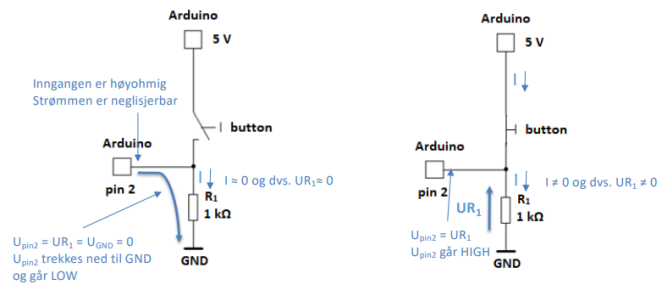 Arduino
5 V
Inngangen er høyohmig
Strømmen er neglisjerbar
button
Arduino
pin 2
I
I ≈ 0 og dvs. UR₁≈ 0
R₁
1 kΩ
Uₚᵢₙ₂ = UR₁ = U_GND = 0
Uₚᵢₙ₂ trekkes ned til GND
og går LOW
GND
Arduino
5 V
I
button
Arduino
pin 2
I
I ≠ 0 og dvs. UR₁ ≠ 0
R₁
1 kΩ
UR₁
Uₚᵢₙ₂ = UR₁
Uₚᵢₙ₂ går HIGH
GND